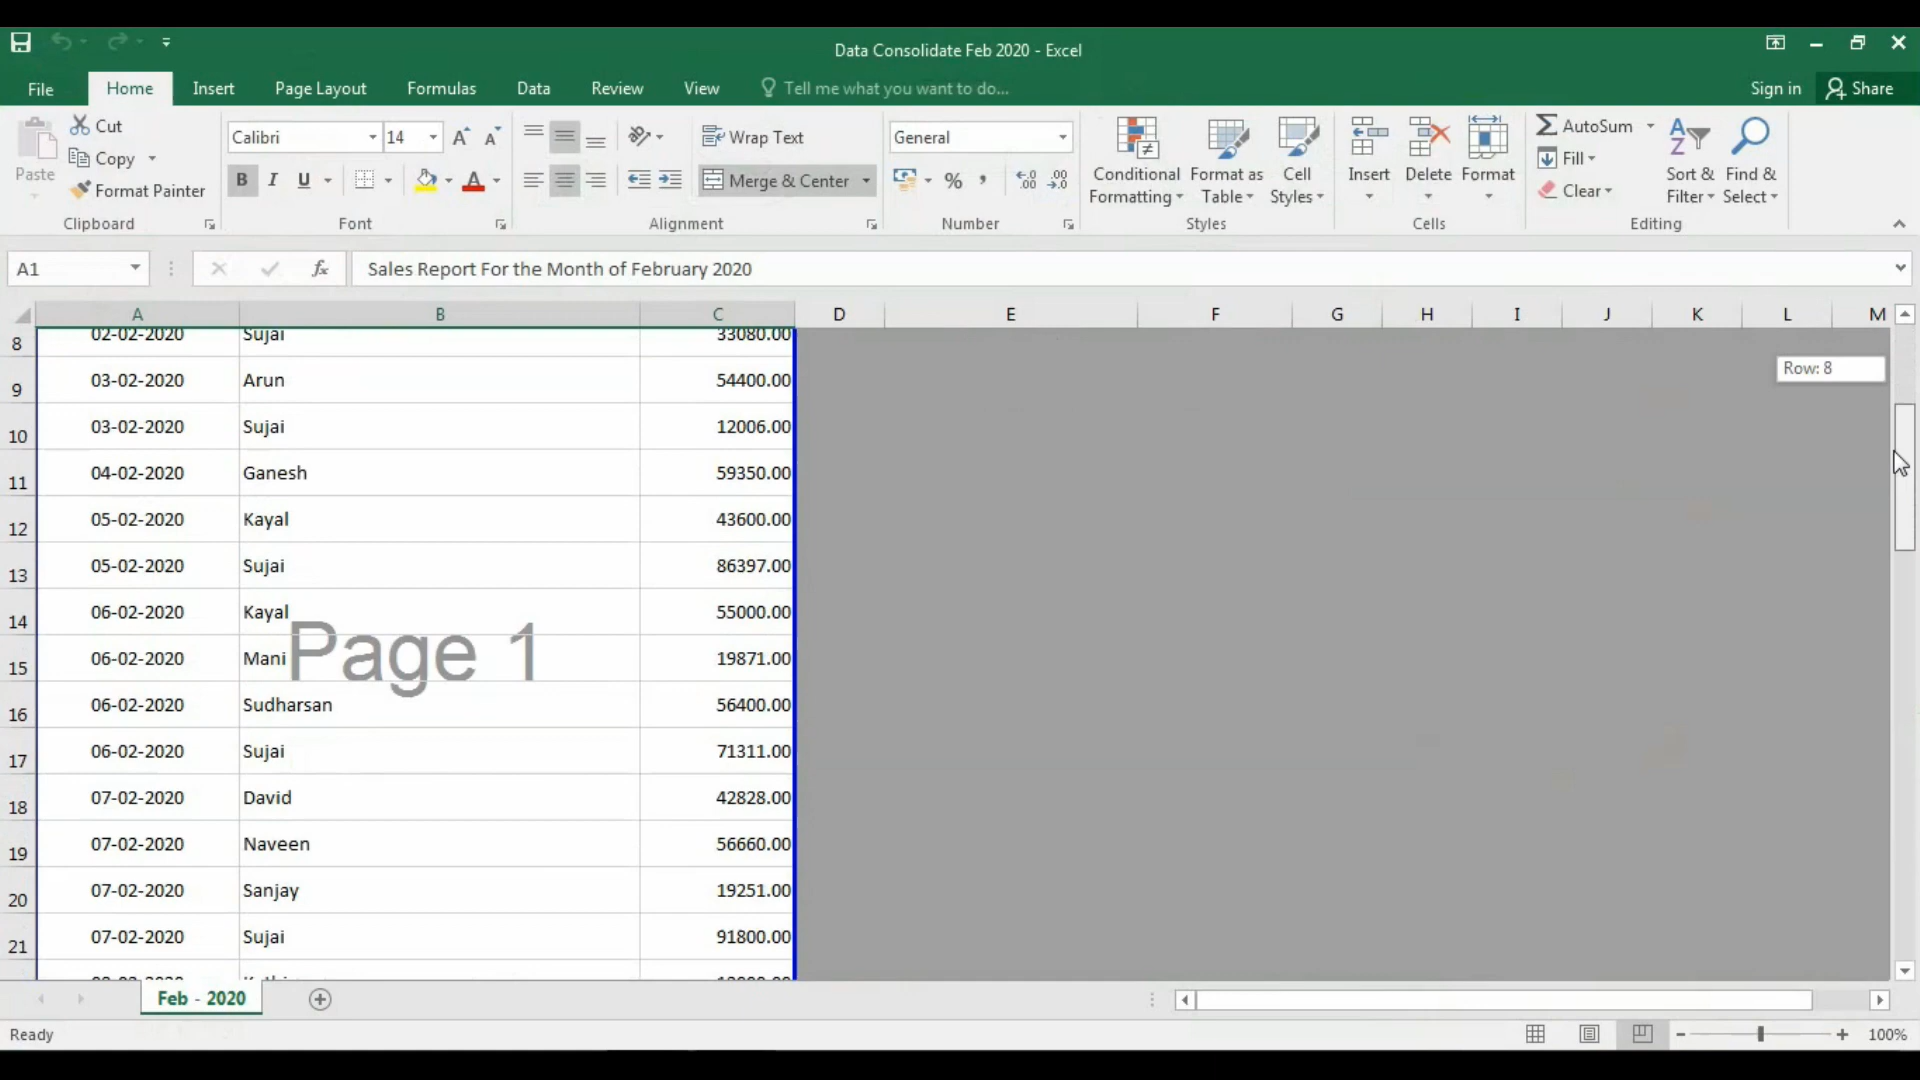 Data Consolidate Feb 2020 - Excel
File Home Insert Page Layout Formulas Data Review View Tell me what you want to do... Sign in Share
Paste Cut Copy Format Painter Clipboard
Calibri 14 B I U Font
Wrap Text Merge & Center Alignment
General % Number
Conditional Formatting Format as Table Cell Styles Styles
Insert Delete Format Cells
AutoSum Fill Clear Sort & Filter Find & Select Editing
A1 fx Sales Report For the Month of February 2020
A B C D E F G H I J K L M
8 02-02-2020 Sujai 33080.00
Row: 8
9 03-02-2020 Arun 54400.00
10 03-02-2020 Sujai 12006.00
11 04-02-2020 Ganesh 59350.00
12 05-02-2020 Kayal 43600.00
13 05-02-2020 Sujai 86397.00
14 06-02-2020 Kayal 55000.00
15 06-02-2020 Mani 19871.00
Page 1
16 06-02-2020 Sudharsan 56400.00
17 06-02-2020 Sujai 71311.00
18 07-02-2020 David 42828.00
19 07-02-2020 Naveen 56660.00
20 07-02-2020 Sanjay 19251.00
21 07-02-2020 Sujai 91800.00
Feb - 2020
Ready 100%